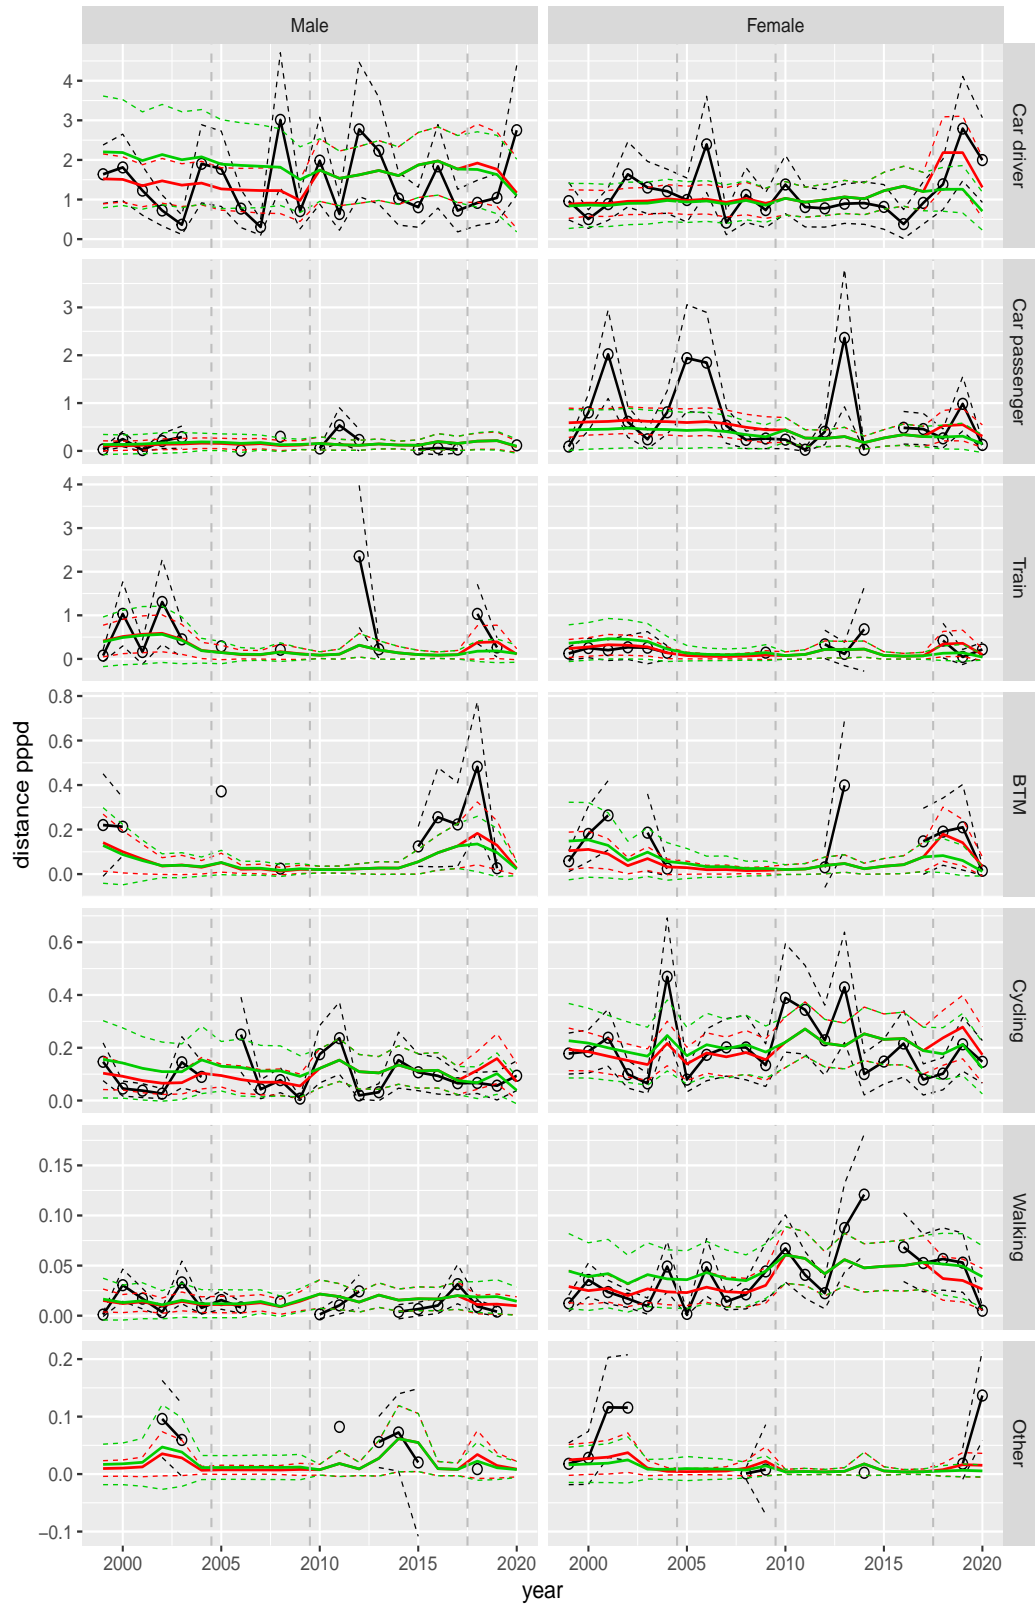 Male Female
4
3
2
1
0
Car driver
3
2
1
0
Car passenger
4
3
2
1
0
Train
distance pppd
0.8
0.6
0.4
0.2
0.0
BTM
0.6
0.4
0.2
0.0
Cycling
0.15
0.10
0.05
0.00
Walking
0.2
0.1
0.0
−0.1
Other
2000 2005 2010 2015 2020 2000 2005 2010 2015 2020
year